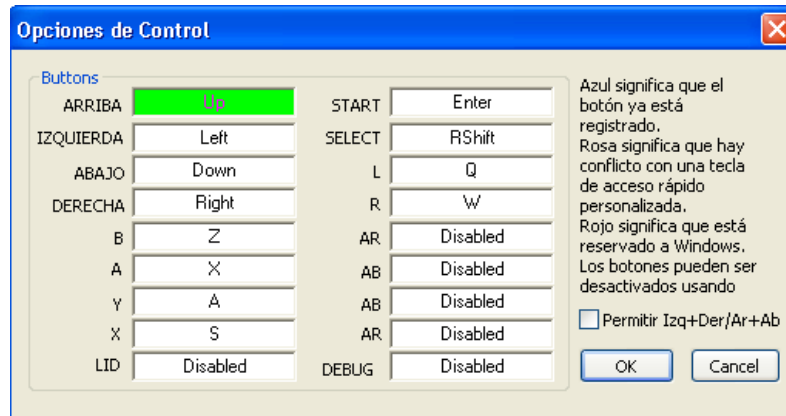 Opciones de Control
Buttons
ARRIBA Up
IZQUIERDA Left
ABAJO Down
DERECHA Right
B Z
A X
Y A
X S
LID Disabled
START Enter
SELECT RShift
L Q
R W
AR Disabled
AB Disabled
AB Disabled
AR Disabled
DEBUG Disabled
Azul significa que el
botón ya está
registrado.
Rosa significa que hay
conflicto con una tecla
de acceso rápido
personalizada.
Rojo significa que está
reservado a Windows.
Los botones pueden ser
desactivados usando
Permitir Izq+Der/Ar+Ab
OK Cancel